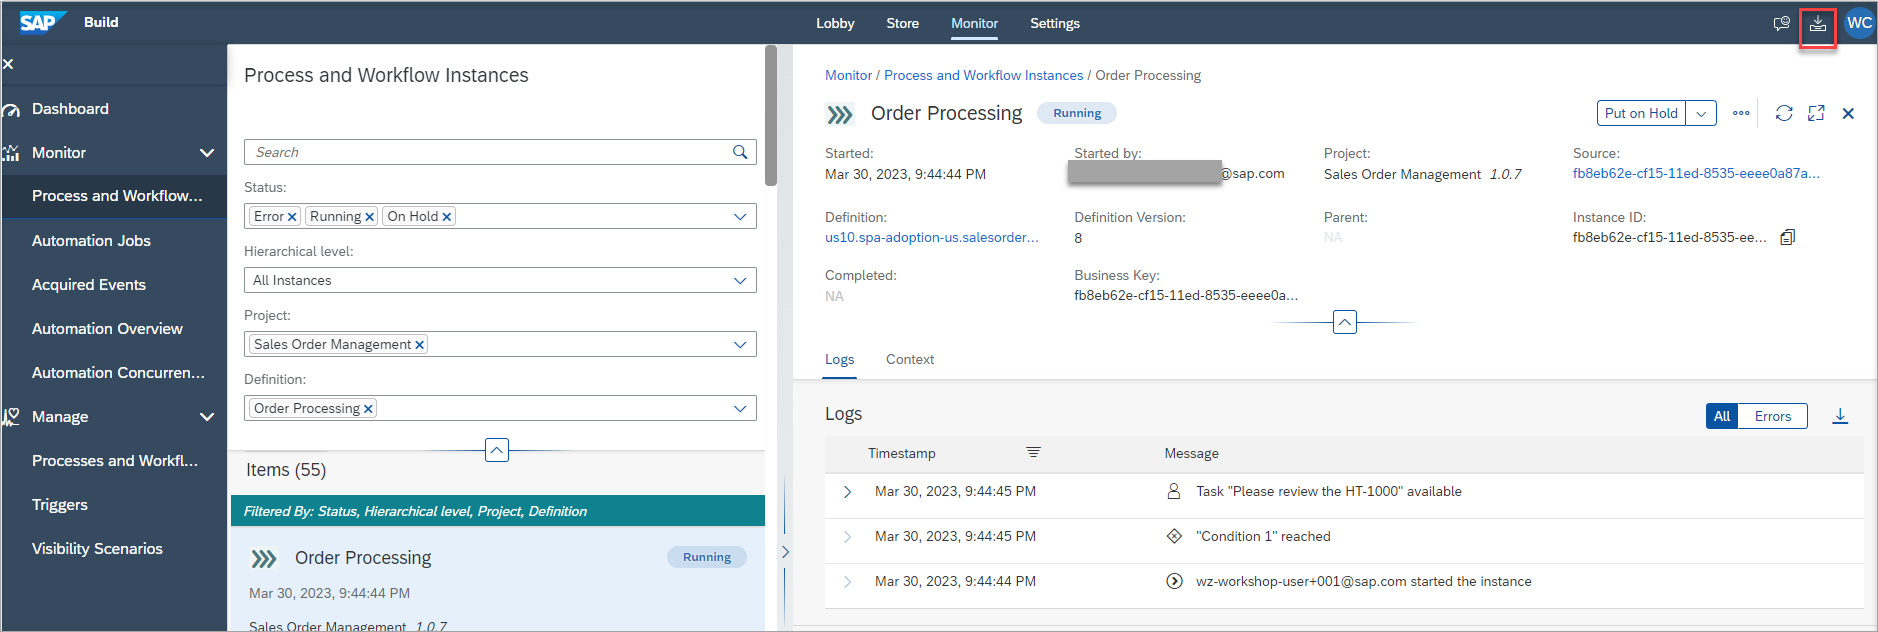 SAP Build
Lobby Store Monitor Settings
WC
Dashboard
Monitor
Process and Workflow...
Automation Jobs
Acquired Events
Automation Overview
Automation Concurren...
Manage
Processes and Workfl...
Triggers
Visibility Scenarios
Process and Workflow Instances
Search
Status:
Error Running On Hold
Hierarchical level:
All Instances
Project:
Sales Order Management
Definition:
Order Processing
Items (55)
Filtered By: Status, Hierarchical level, Project, Definition
Order Processing Running
Mar 30, 2023, 9:44:44 PM
Sales Order Management 1.0.7
Monitor / Process and Workflow Instances / Order Processing
Order Processing Running
Put on Hold
Started: Started by: Project: Source:
Mar 30, 2023, 9:44:44 PM @sap.com Sales Order Management 1.0.7 fb8eb62e-cf15-11ed-8535-eeee0a87a...
Definition: Definition Version: Parent: Instance ID:
us10.spa-adoption-us.salesorder... 8 NA fb8eb62e-cf15-11ed-8535-ee...
Completed: Business Key:
NA fb8eb62e-cf15-11ed-8535-eeee0a...
Logs Context
Logs
All Errors
Timestamp Message
Mar 30, 2023, 9:44:45 PM Task "Please review the HT-1000" available
Mar 30, 2023, 9:44:45 PM "Condition 1" reached
Mar 30, 2023, 9:44:44 PM wz-workshop-user+001@sap.com started the instance